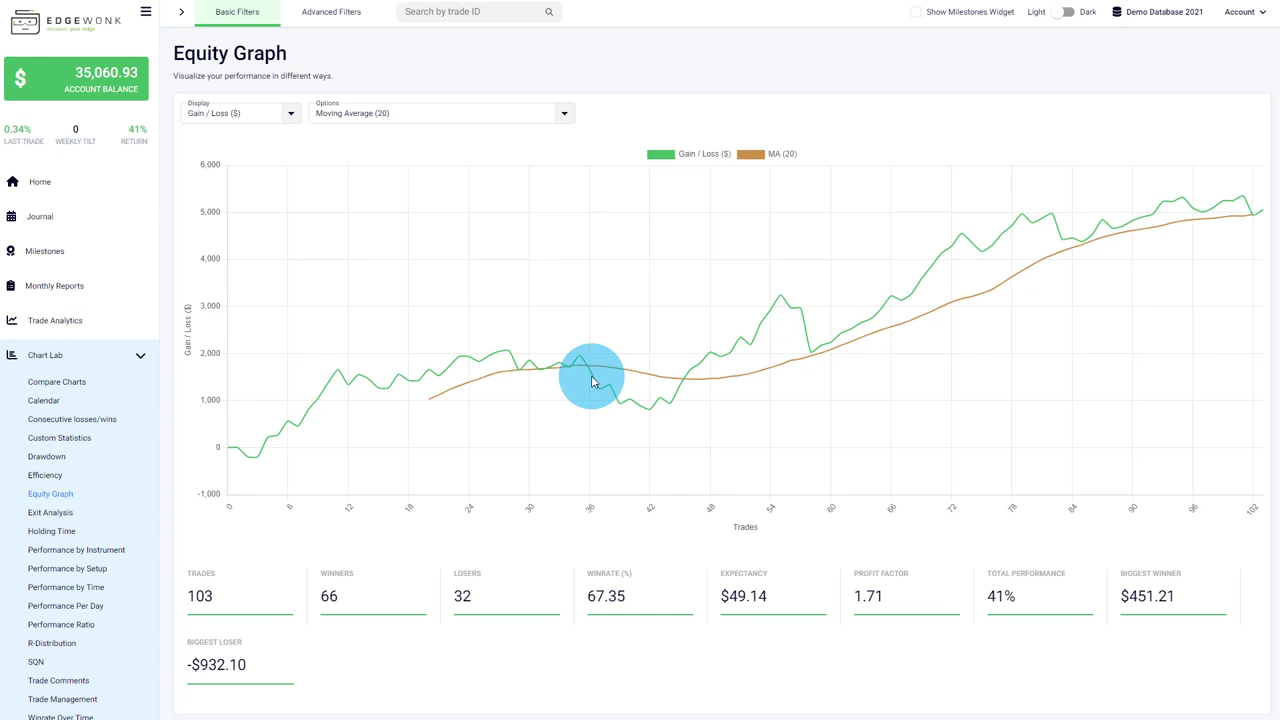 EDGEWONK
discover your edge
$ 35,060.93
ACCOUNT BALANCE
0.34% 0 41%
LAST TRADE WEEKLY TILT RETURN
Home
Journal
Milestones
Monthly Reports
Trade Analytics
Chart Lab
Compare Charts
Calendar
Consecutive losses/wins
Custom Statistics
Drawdown
Efficiency
Equity Graph
Exit Analysis
Holding Time
Performance by Instrument
Performance by Setup
Performance by Time
Performance Per Day
Performance Ratio
R-Distribution
SQN
Trade Comments
Trade Management
Winrate Over Time
Basic Filters Advanced Filters Search by trade ID Show Milestones Widget Light Dark Demo Database 2021 Account
Equity Graph
Visualize your performance in different ways.
Display Options
Gain / Loss ($) Moving Average (20)
Gain / Loss ($) MA (20)
6,000
5,000
4,000
3,000
2,000
1,000
0
-1,000
Gain / Loss ($)
0 6 12 18 24 30 36 42 48 54 60 66 72 78 84 90 96 102
Trades
TRADES WINNERS LOSERS WINRATE (%) EXPECTANCY PROFIT FACTOR TOTAL PERFORMANCE BIGGEST WINNER
103 66 32 67.35 $49.14 1.71 41% $451.21
BIGGEST LOSER
-$932.10